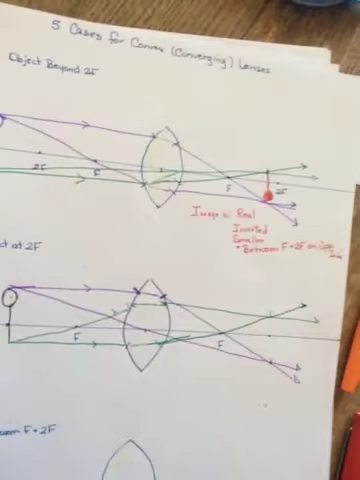 5 Cases for Convex (Converging) Lenses
Object Beyond 2F
2F
F
F
2F
Image is: Real
Inverted
Smaller
* Between F + 2F on opp.
side
ct at 2F
F
F
F + 2F